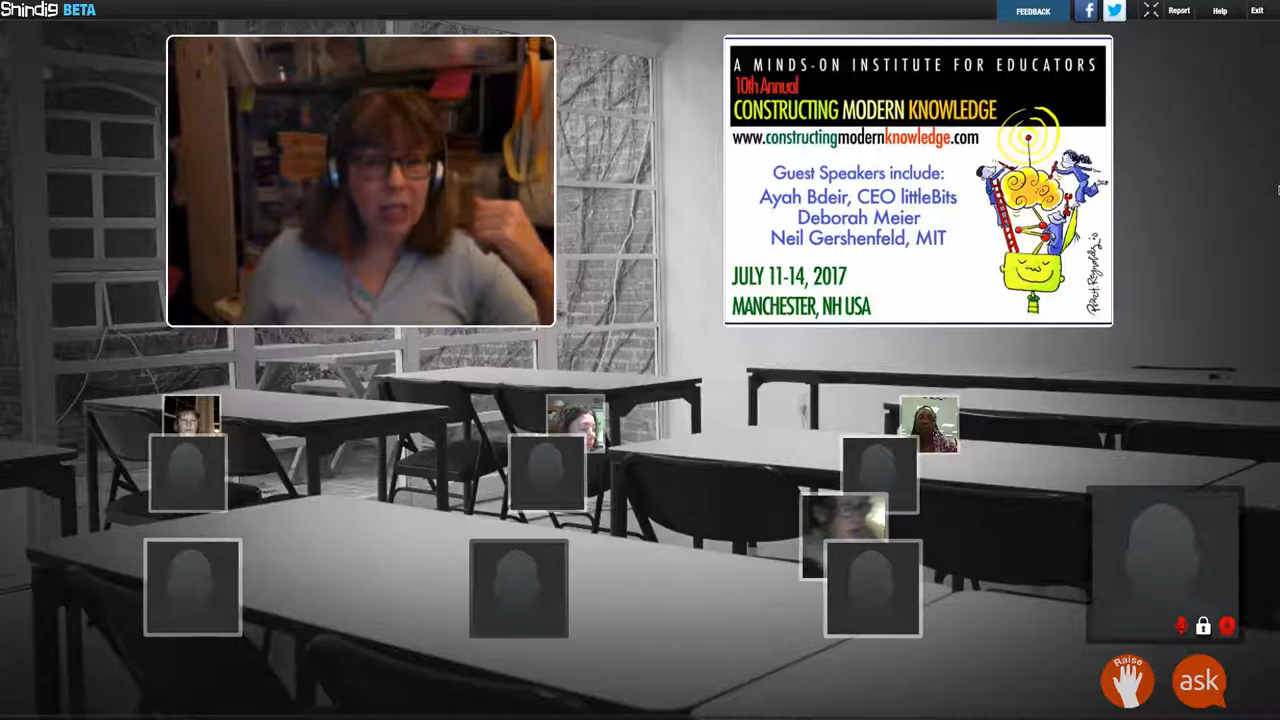 Shindig BETA
FEEDBACK
Report
Help
Exit
A MINDS-ON INSTITUTE FOR EDUCATORS
10th Annual
CONSTRUCTING MODERN KNOWLEDGE
www.constructingmodernknowledge.com
Guest Speakers include:
Ayah Bdeir, CEO littleBits
Deborah Meier
Neil Gershenfeld, MIT
JULY 11-14, 2017
MANCHESTER, NH USA
Raise
ask